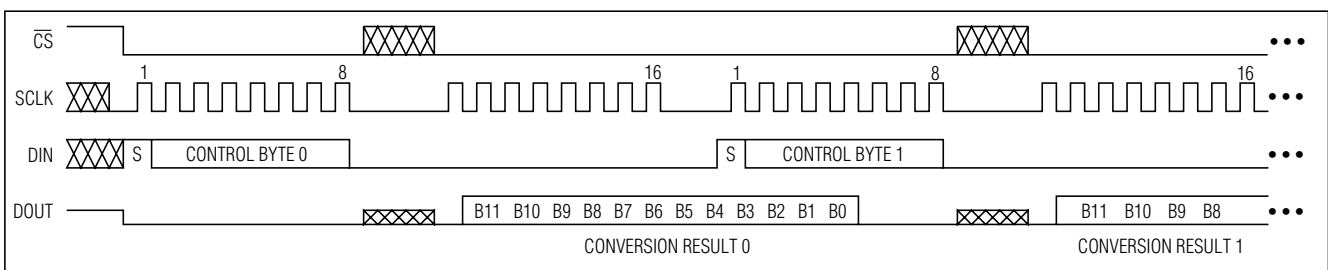 CS
1 8 16 1 8 16
SCLK
DIN S CONTROL BYTE 0 S CONTROL BYTE 1
DOUT B11 B10 B9 B8 B7 B6 B5 B4 B3 B2 B1 B0 B11 B10 B9 B8
CONVERSION RESULT 0 CONVERSION RESULT 1